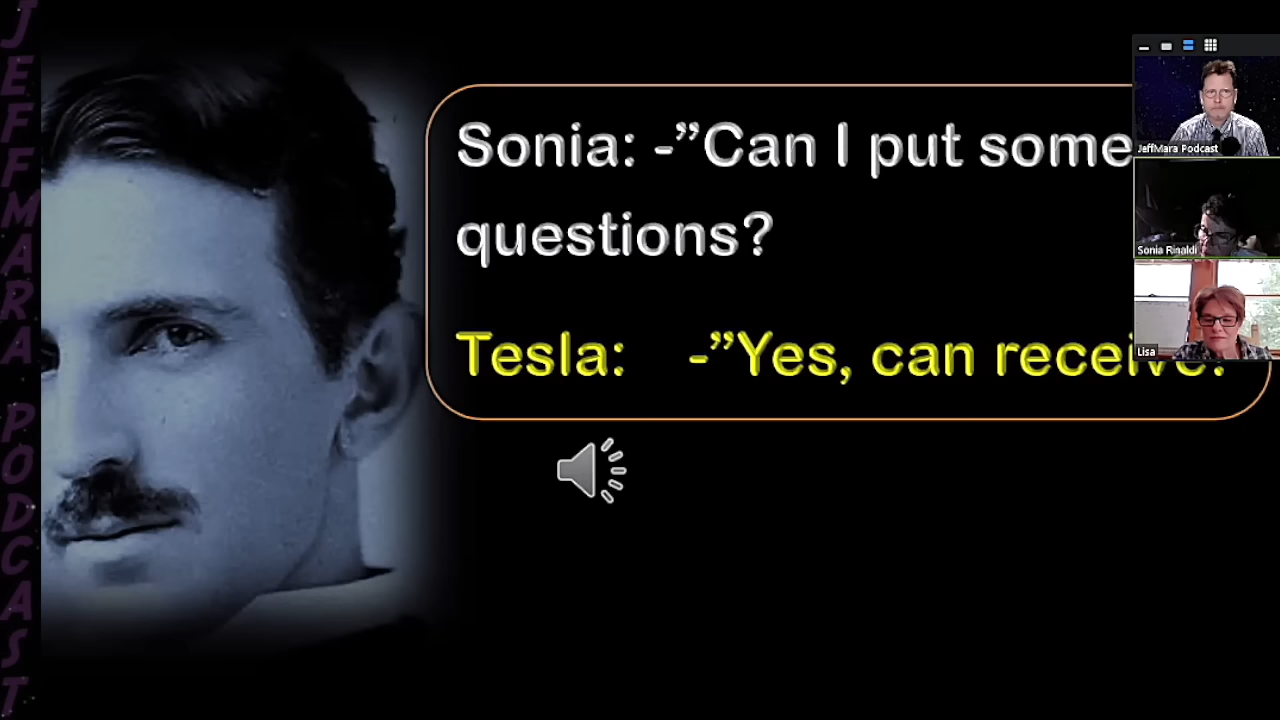 JEFFMARA PODCAST
Sonia: -”Can I put some
questions?
Tesla: -”Yes, can receive.
JeffMara Podcast
Sonia Rinaldi
Lisa